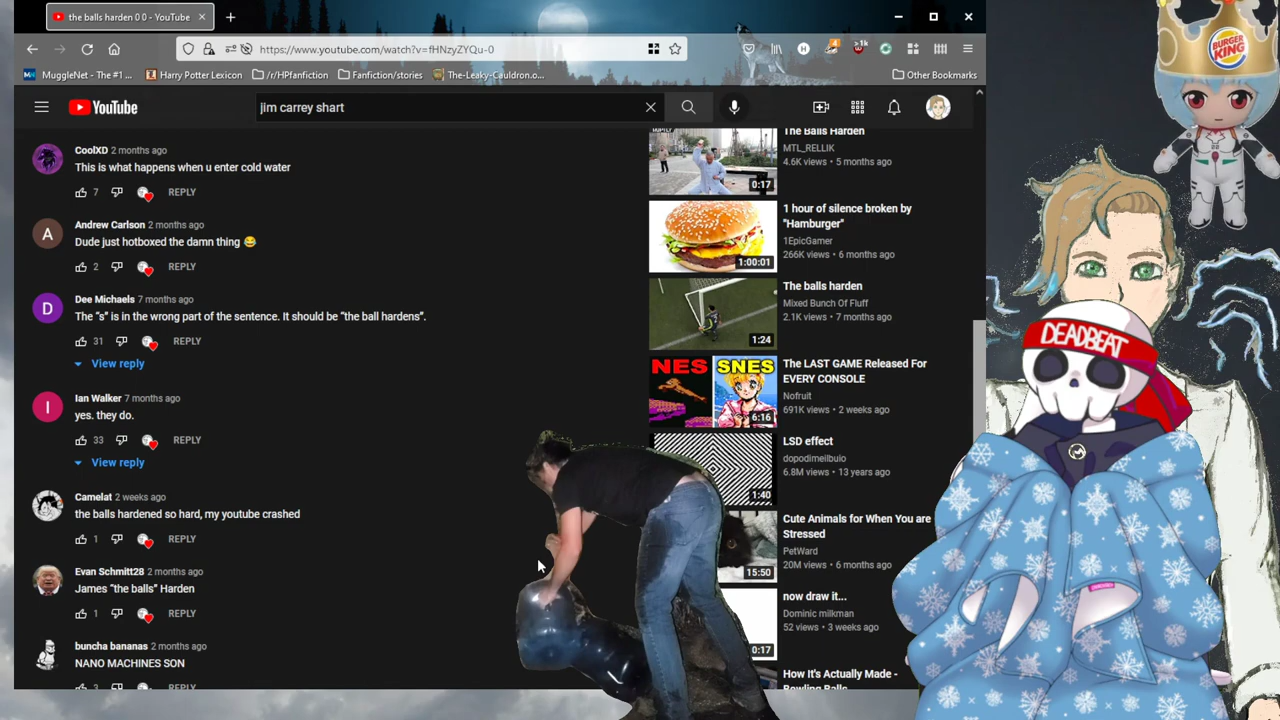 the balls harden 0 0 - YouTube
https://www.youtube.com/watch?v=fHNzyZYQu-0
4
>1k
MuggleNet - The #1 ...
Harry Potter Lexicon
/r/HPfanfiction
Fanfiction/stories
The-Leaky-Cauldron.o...
Other Bookmarks
YouTube
jim carrey shart
CoolXD 2 months ago
This is what happens when u enter cold water
7 REPLY
Andrew Carlson 2 months ago
A
Dude just hotboxed the damn thing 😂
2 REPLY
Dee Michaels 7 months ago
D
The "s" is in the wrong part of the sentence. It should be "the ball hardens".
31 REPLY
View reply
Ian Walker 7 months ago
I
yes. they do.
33 REPLY
View reply
Camelat 2 weeks ago
the balls hardened so hard, my youtube crashed
1 REPLY
Evan Schmitt28 2 months ago
James "the balls" Harden
1 REPLY
buncha bananas 2 months ago
NANO MACHINES SON
REPLY
The Balls Harden
MTL_RELLIK
4.6K views • 5 months ago
0:17
1 hour of silence broken by
"Hamburger"
1EpicGamer
266K views • 6 months ago
1:00:01
The balls harden
Mixed Bunch Of Fluff
2.1K views • 7 months ago
1:24
NES SNES
The LAST GAME Released For
EVERY CONSOLE
Nofruit
691K views • 2 weeks ago
6:16
LSD effect
dopodimeilbuio
6.8M views • 13 years ago
1:40
Cute Animals for When You are
Stressed
PetWard
20M views • 6 months ago
15:50
now draw it...
Dominic milkman
52 views • 3 weeks ago
0:17
How It's Actually Made -
Bowling Balls
BURGER
KING
DEADBEAT